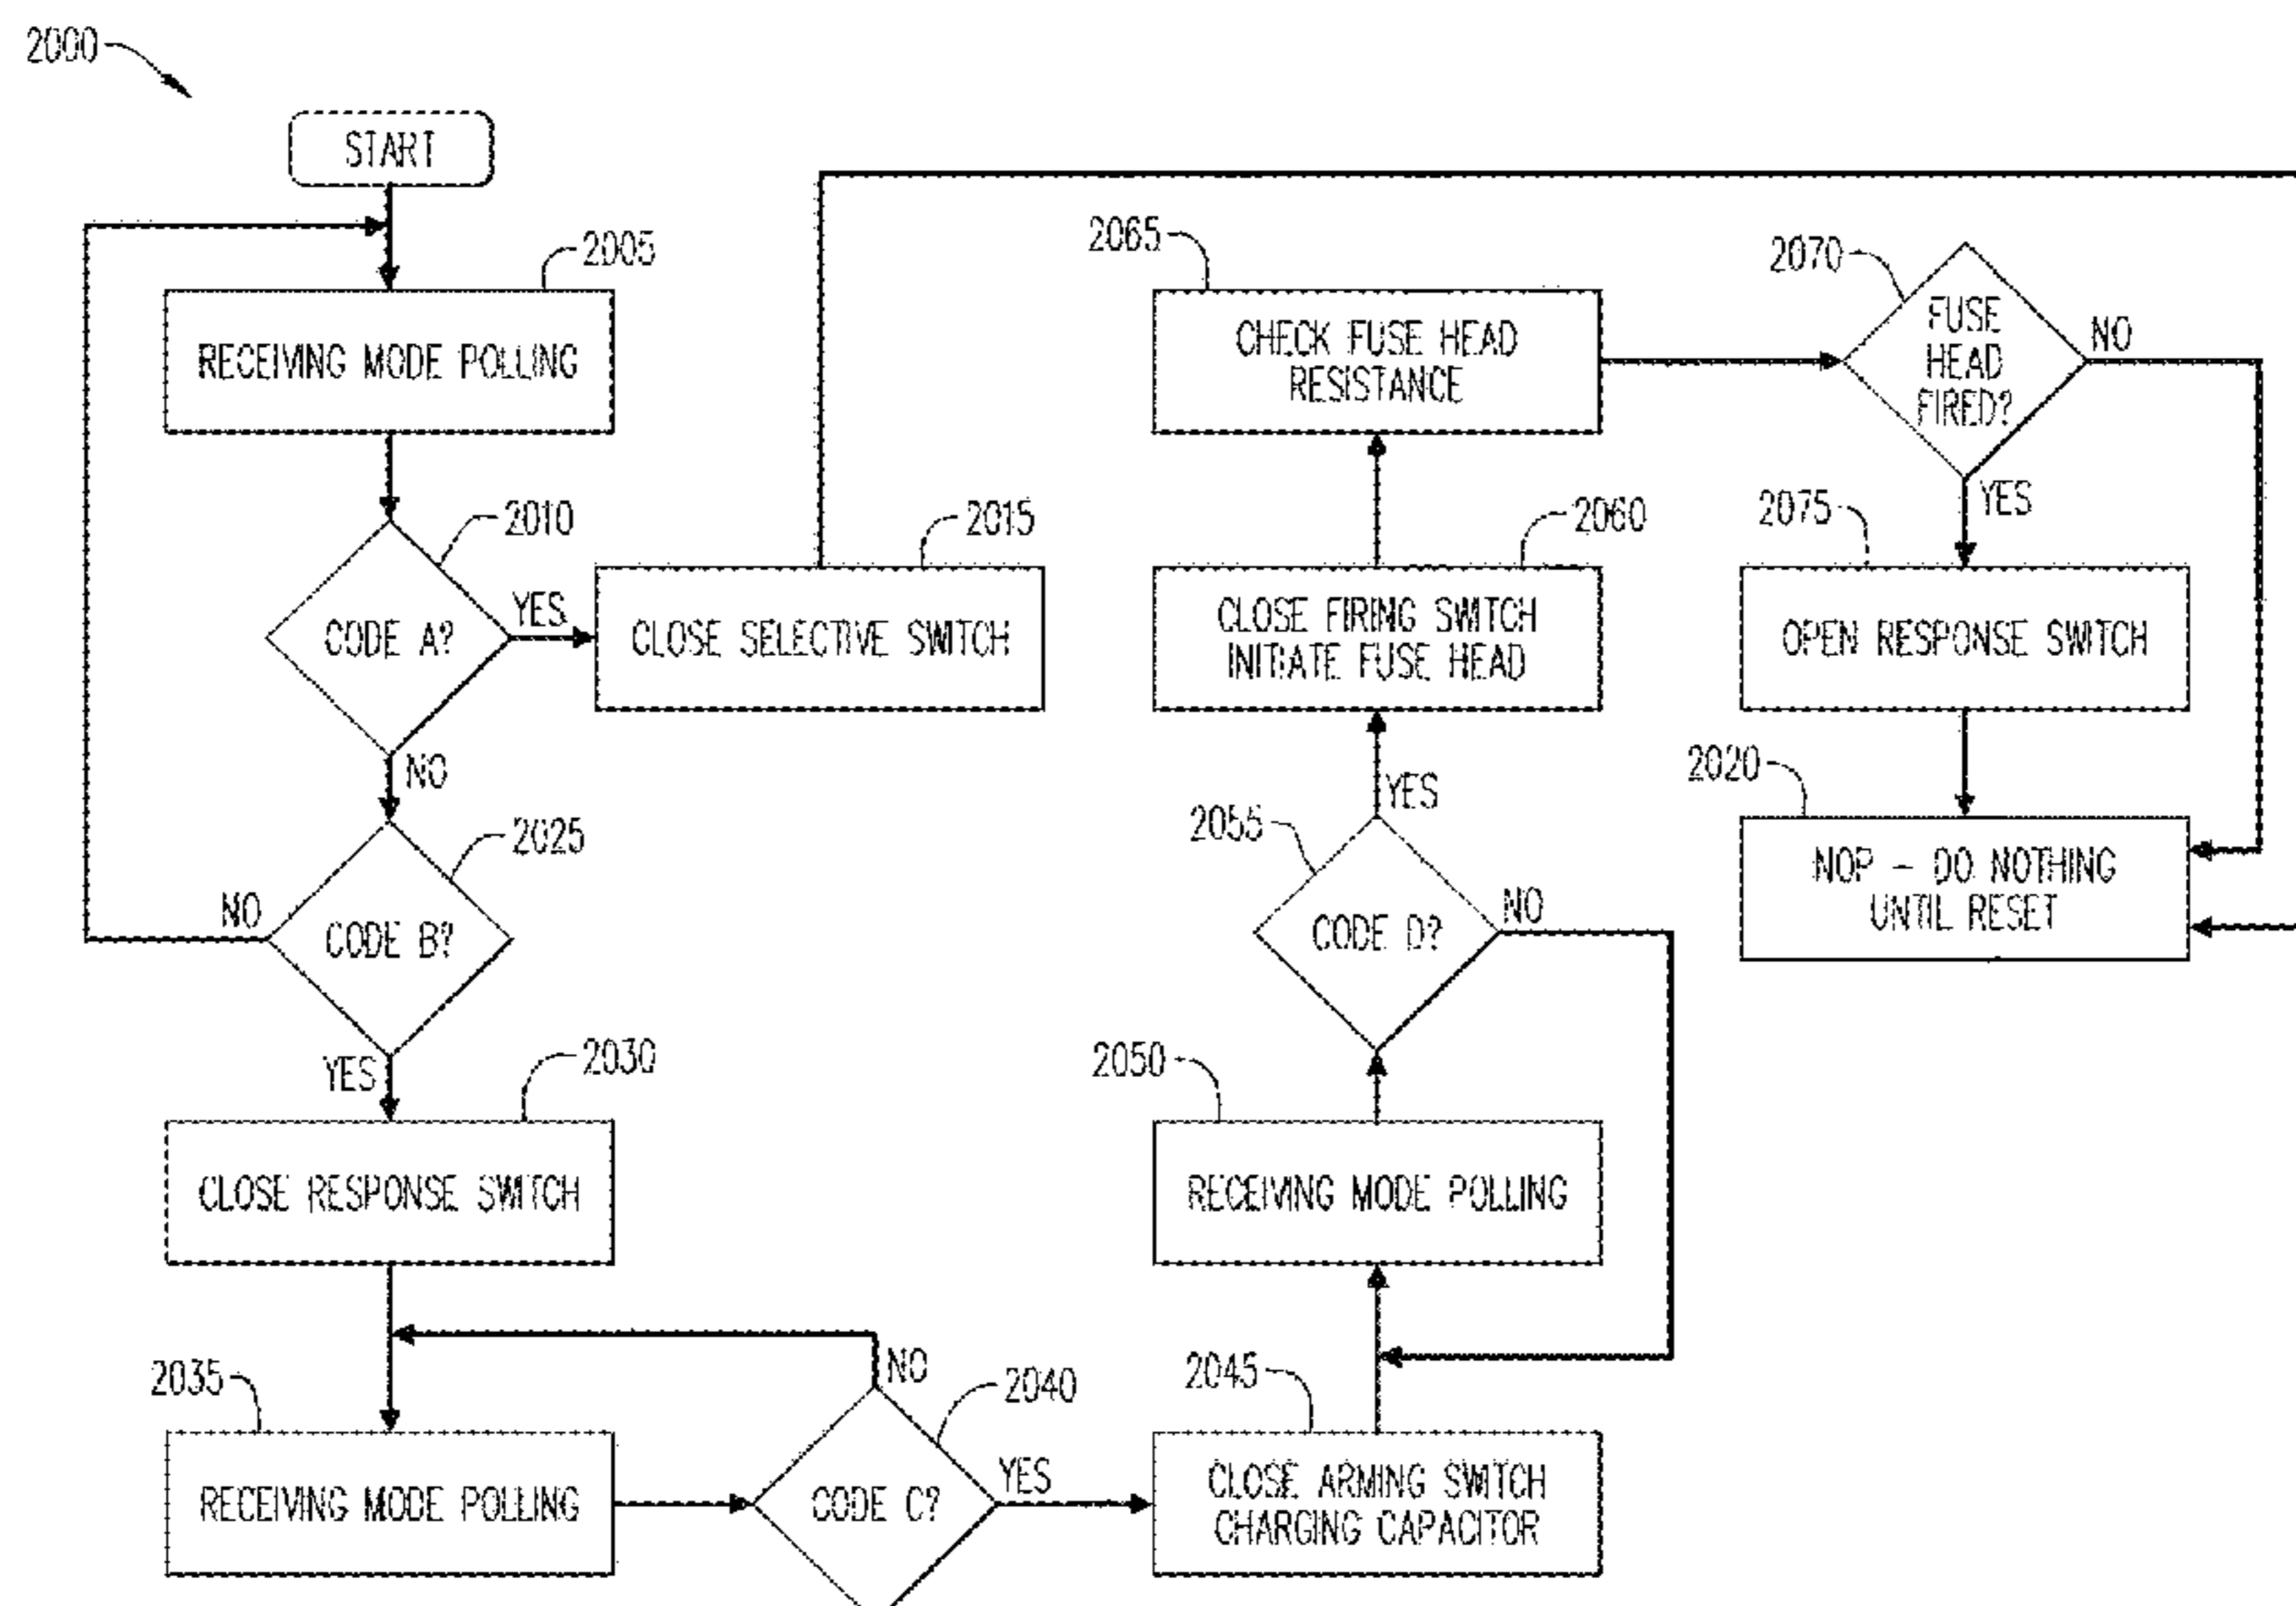 2000
START
2005
RECEIVING MODE POLLING
2010
CODE A?
YES
NO
2015
CLOSE SELECTIVE SWITCH
2025
CODE B?
NO
YES
2030
CLOSE RESPONSE SWITCH
2035
RECEIVING MODE POLLING
2040
CODE C?
NO
YES
2045
CLOSE ARMING SWITCH
CHARGING CAPACITOR
2050
RECEIVING MODE POLLING
2055
CODE D?
NO
YES
2060
CLOSE FIRING SWITCH
INITIATE FUSE HEAD
2065
CHECK FUSE HEAD
RESISTANCE
2070
FUSE
HEAD
FIRED?
NO
YES
2075
OPEN RESPONSE SWITCH
2020
NOP - DO NOTHING
UNTIL RESET